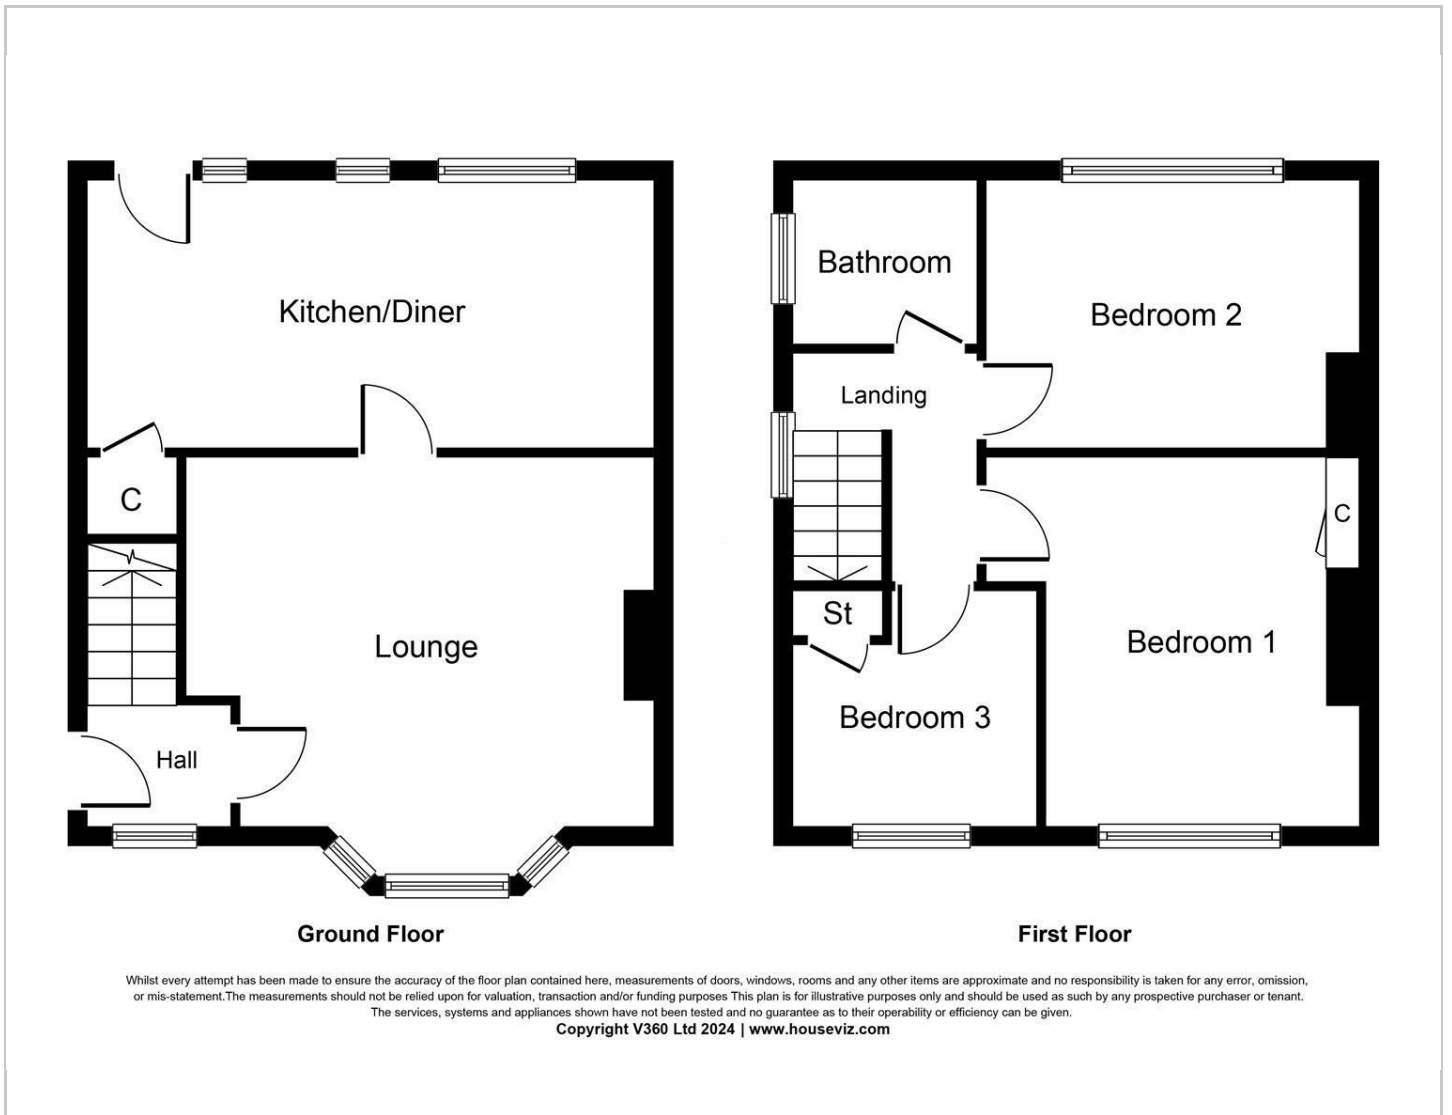 Kitchen/Diner
C
Lounge
Hall
Ground Floor
Bathroom
Bedroom 2
Landing
C
St
Bedroom 1
Bedroom 3
First Floor
Whilst every attempt has been made to ensure the accuracy of the floor plan contained here, measurements of doors, windows, rooms and any other items are approximate and no responsibility is taken for any error, omission,
or mis-statement.The measurements should not be relied upon for valuation, transaction and/or funding purposes This plan is for illustrative purposes only and should be used as such by any prospective purchaser or tenant.
The services, systems and appliances shown have not been tested and no guarantee as to their operability or efficiency can be given.
Copyright V360 Ltd 2024 | www.houseviz.com